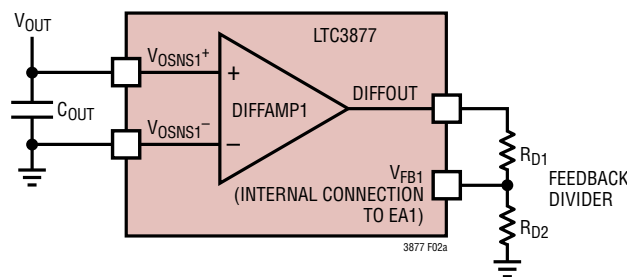 VOUT
LTC3877
VOSNS1+
DIFFAMP1
DIFFOUT
COUT
VOSNS1−
+
−
RD1
VFB1
(INTERNAL CONNECTION
TO EA1)
FEEDBACK
DIVIDER
RD2
3877 F02a